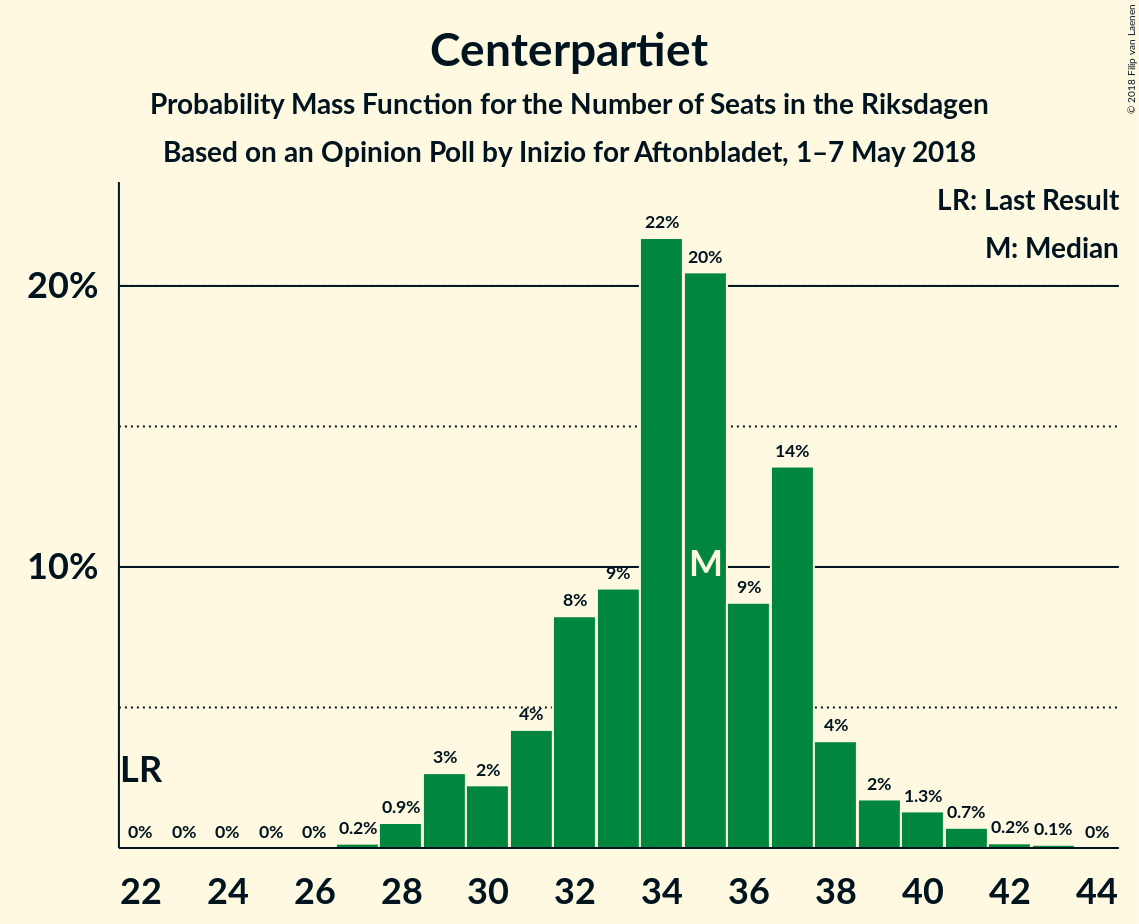 Centerpartiet
Probability Mass Function for the Number of Seats in the Riksdagen
Based on an Opinion Poll by Inizio for Aftonbladet, 1–7 May 2018
© 2018 Filip van Laenen
LR: Last Result
M: Median
20%
10%
LR
M
0% 0% 0% 0% 0% 0.2% 0.9% 3% 2% 4% 8% 9% 22% 20% 9% 14% 4% 2% 1.3% 0.7% 0.2% 0.1% 0%
22 24 26 28 30 32 34 36 38 40 42 44